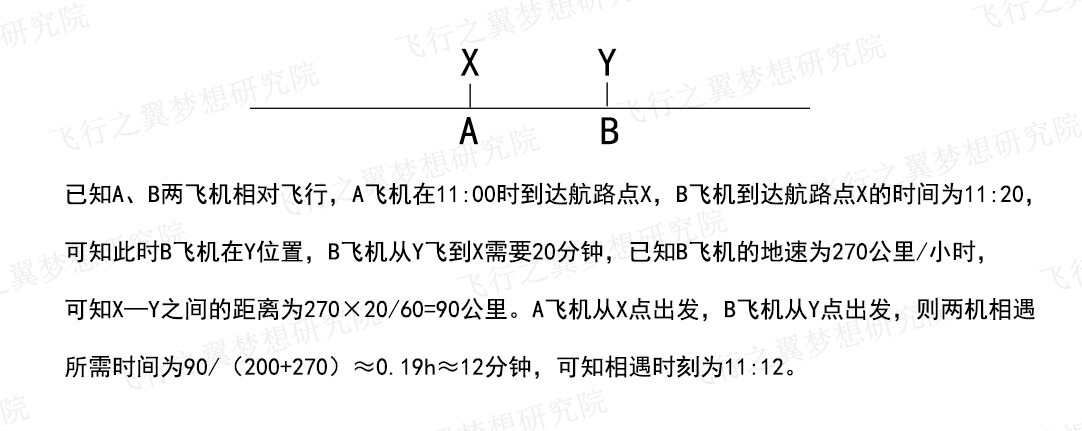 X Y
A B
已知A、B两飞机相对飞行，A飞机在11:00时到达航路点X，B飞机到达航路点X的时间为11:20，
可知此时B飞机在Y位置，B飞机从Y飞到X需要20分钟，已知B飞机的地速为270公里/小时，
可知X—Y之间的距离为270×20/60=90公里。A飞机从X点出发，B飞机从Y点出发，则两机相遇
所需时间为90/（200+270）≈0.19h≈12分钟，可知相遇时刻为11:12。
飞行之翼梦想研究院